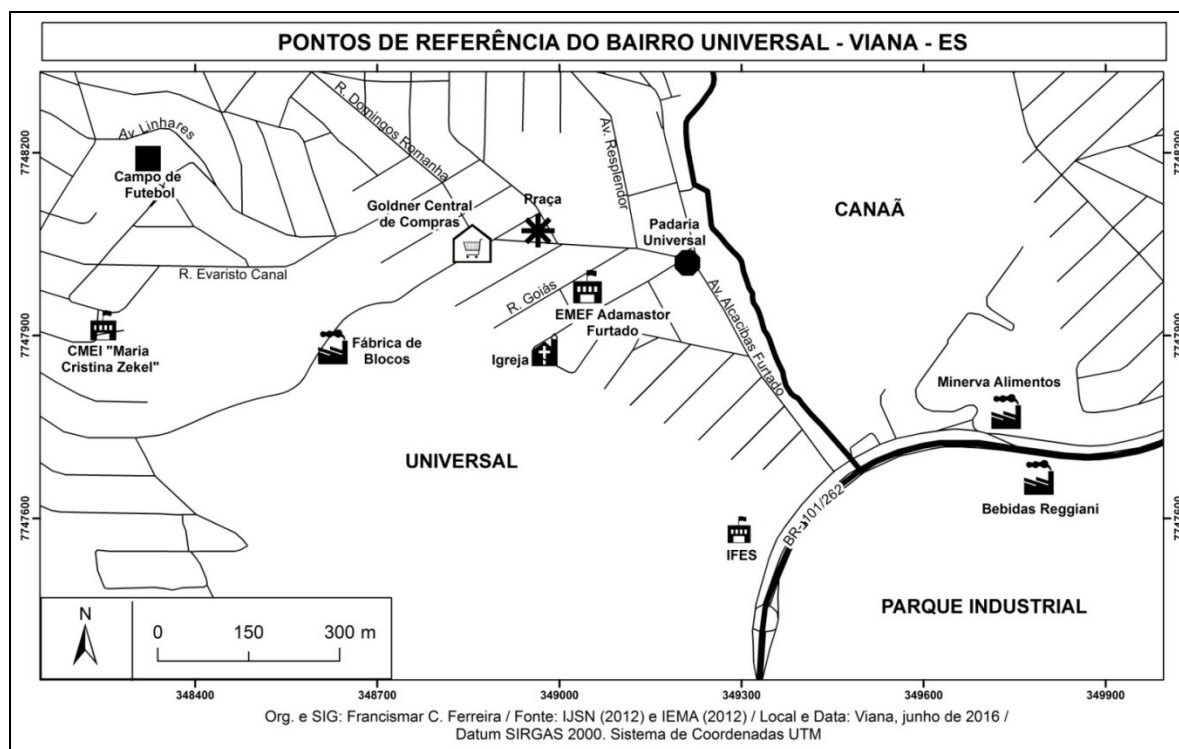 PONTOS DE REFERÊNCIA DO BAIRRO UNIVERSAL - VIANA - ES
R. Domingos Romanha
Av. Linhares
Av. Resplendor
7748200
7748200
Campo de
Futebol
Goldner Central
de Compras
Praça
CANAÃ
Padaria
Universal
R. Evaristo Canal
R. Goiás
Av. Alcacibas Furtado
EMEF Adamastor
Furtado
7747900
7747900
CMEI "Maria
Cristina Zekel"
Fábrica de
Blocos
Igreja
Minerva Alimentos
UNIVERSAL
BR-101/262
Bebidas Reggiani
7747600
7747600
IFES
PARQUE INDUSTRIAL
N
0 150 300 m
348400 348700 349000 349300 349600 349900
Org. e SIG: Francismar C. Ferreira / Fonte: IJSN (2012) e IEMA (2012) / Local e Data: Viana, junho de 2016 /
Datum SIRGAS 2000. Sistema de Coordenadas UTM